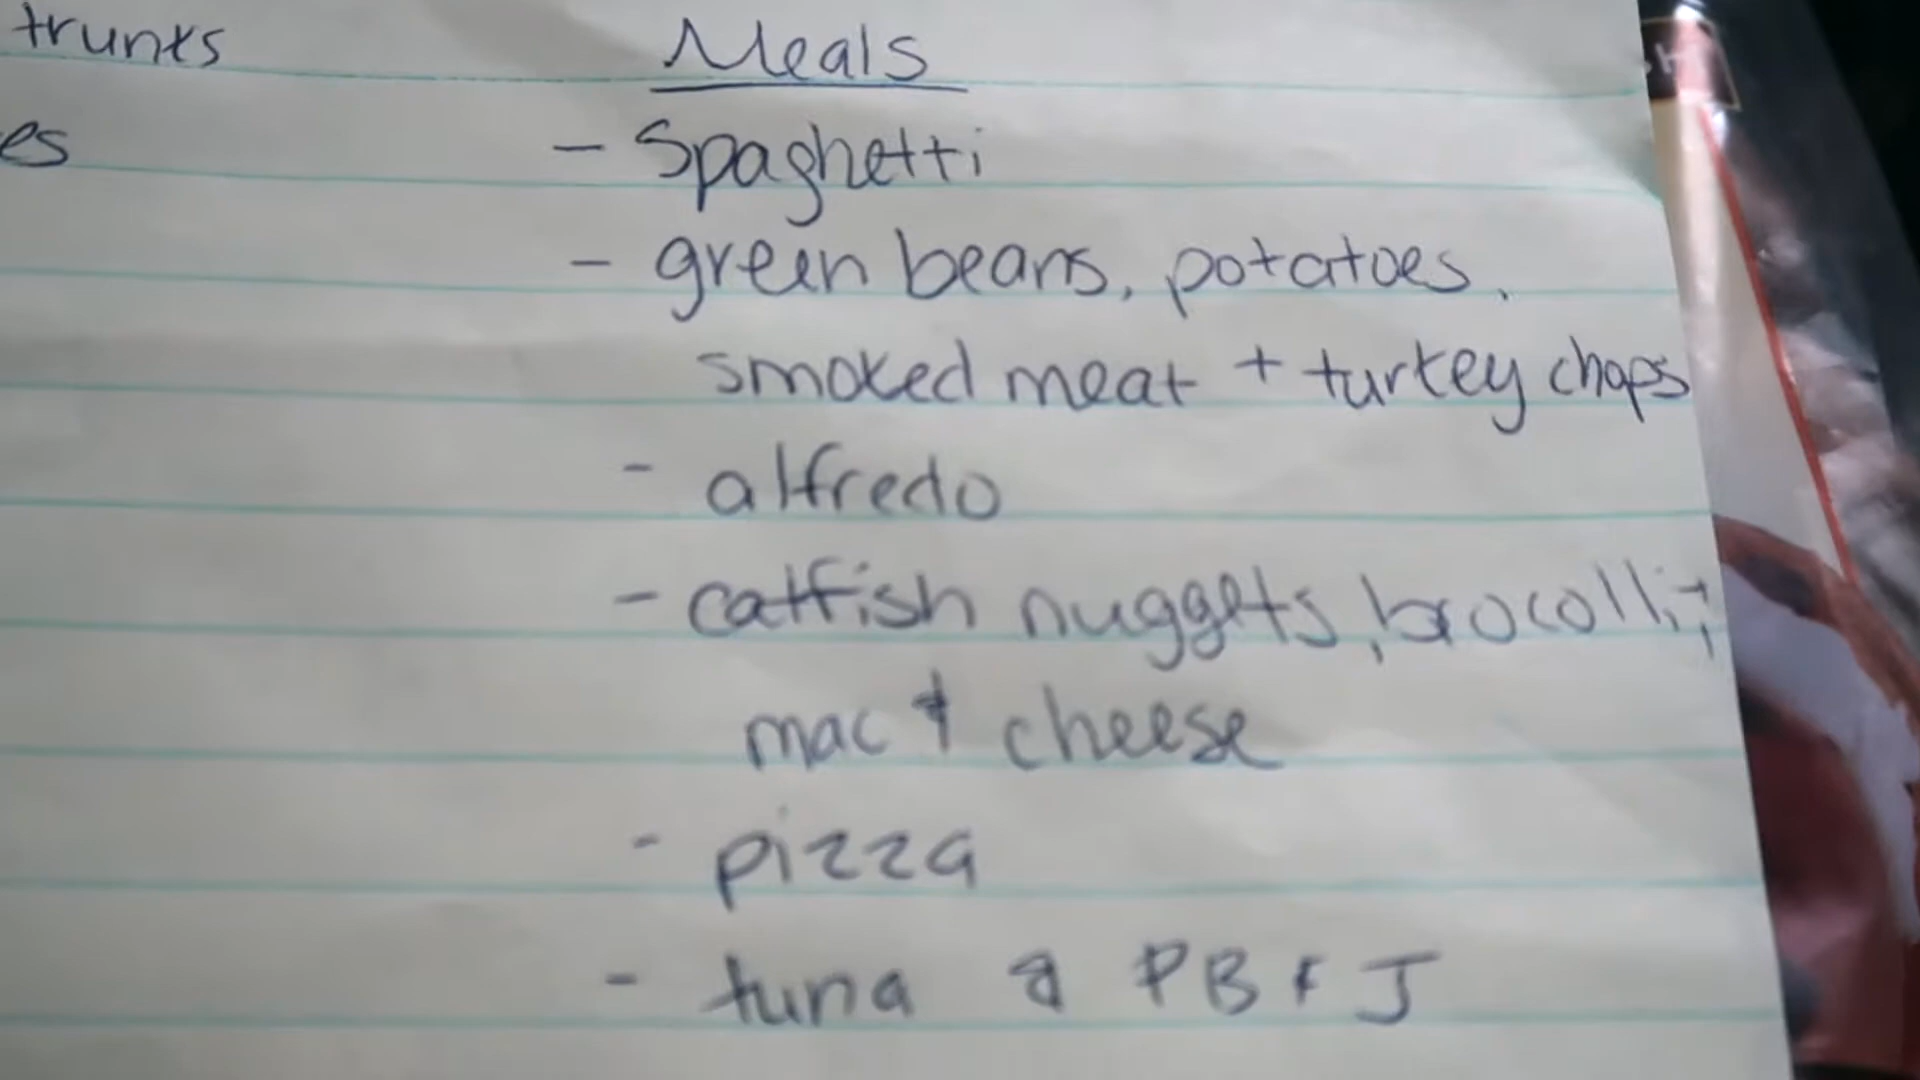 trunks
es
Meals
- Spaghetti
- green beans, potatoes,
smoked meat + turkey chops
- alfredo
- catfish nuggets, brocolli,
mac & cheese
- pizza
- tuna & PB & J